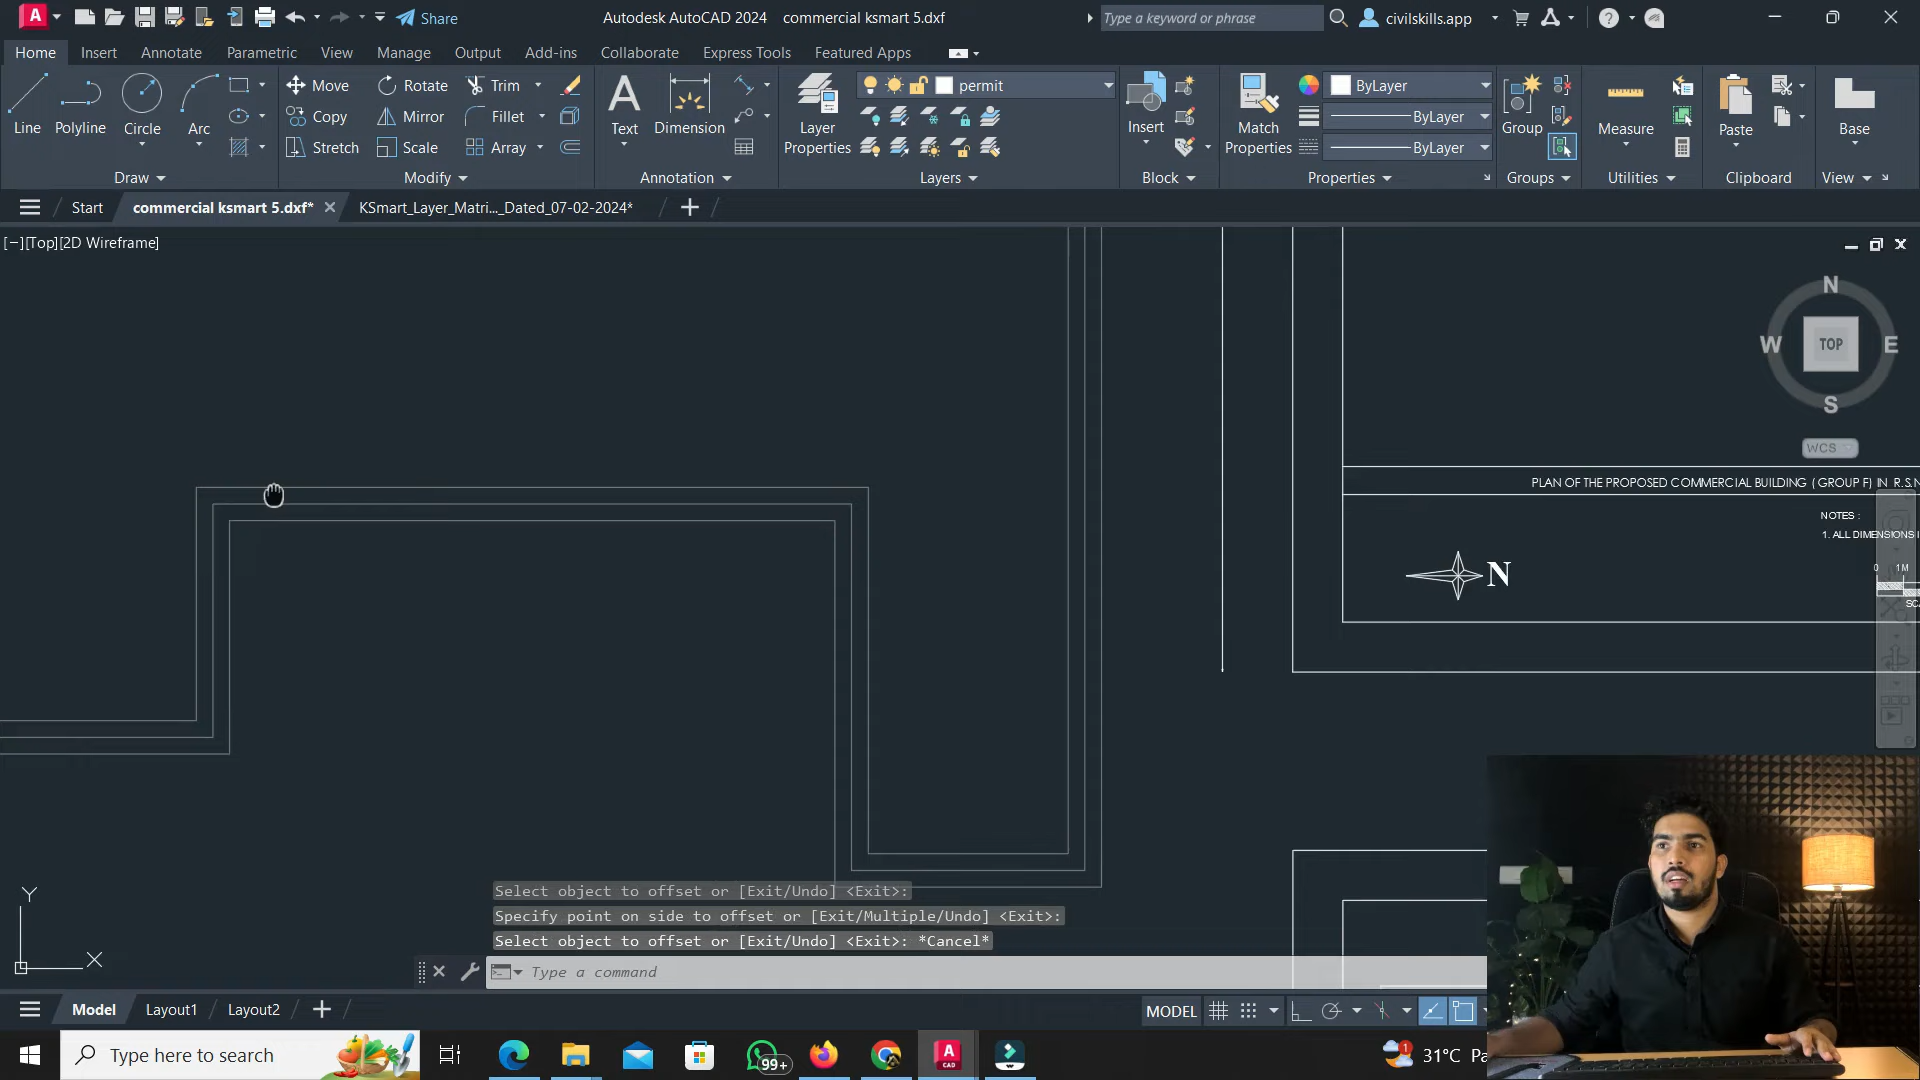 Share
Autodesk AutoCAD 2024 commercial ksmart 5.dxf
Type a keyword or phrase
civilskills.app
Home Insert Annotate Parametric View Manage Output Add-ins Collaborate Express Tools Featured Apps
Line Polyline Circle Arc
Draw
Move Rotate Trim
Copy Mirror Fillet
Stretch Scale Array
Modify
Text Dimension
Annotation
Layer
Properties
permit
Layers
Insert
Block
Match
Properties
ByLayer
ByLayer
ByLayer
Properties
Group
Groups
Measure
Utilities
Paste
Clipboard
Base
View
Start commercial ksmart 5.dxf* KSmart_Layer_Matri..._Dated_07-02-2024*
[−][Top][2D Wireframe]
N
W TOP E
S
WCS
PLAN OF THE PROPOSED COMMERCIAL BUILDING ( GROUP F) IN R.S.N
NOTES :
1. ALL DIMENSIONS I
N
0 1M
SCA
Y
X
Select object to offset or [Exit/Undo] <Exit>:
Specify point on side to offset or [Exit/Multiple/Undo] <Exit>:
Select object to offset or [Exit/Undo] <Exit>: *Cancel*
Type a command
Model Layout1 Layout2
MODEL
Type here to search
99+
A
CAD
1
31°C Pa